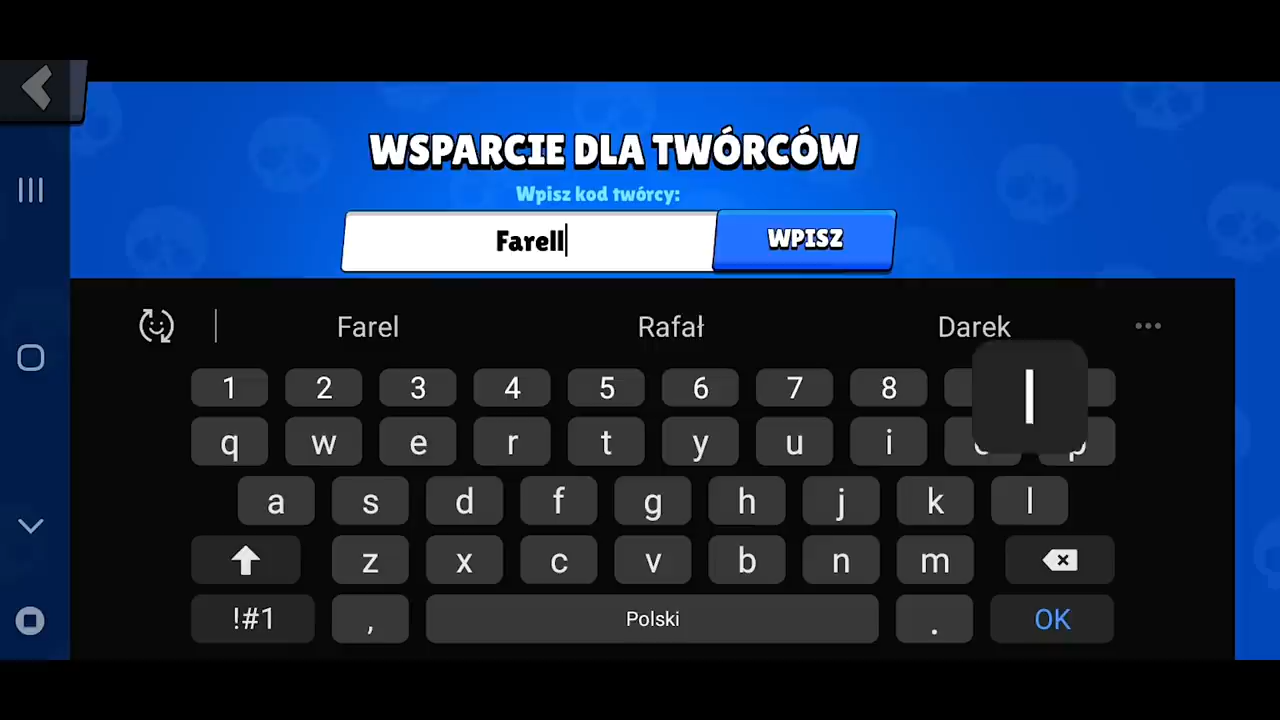 WSPARCIE DLA TWÓRCÓW
Wpisz kod twórcy:
Farell
WPISZ
Farel Rafał Darek
1 2 3 4 5 6 7 8
q w e r t y u i p
l
a s d f g h j k l
z x c v b n m
!#1 , Polski . OK